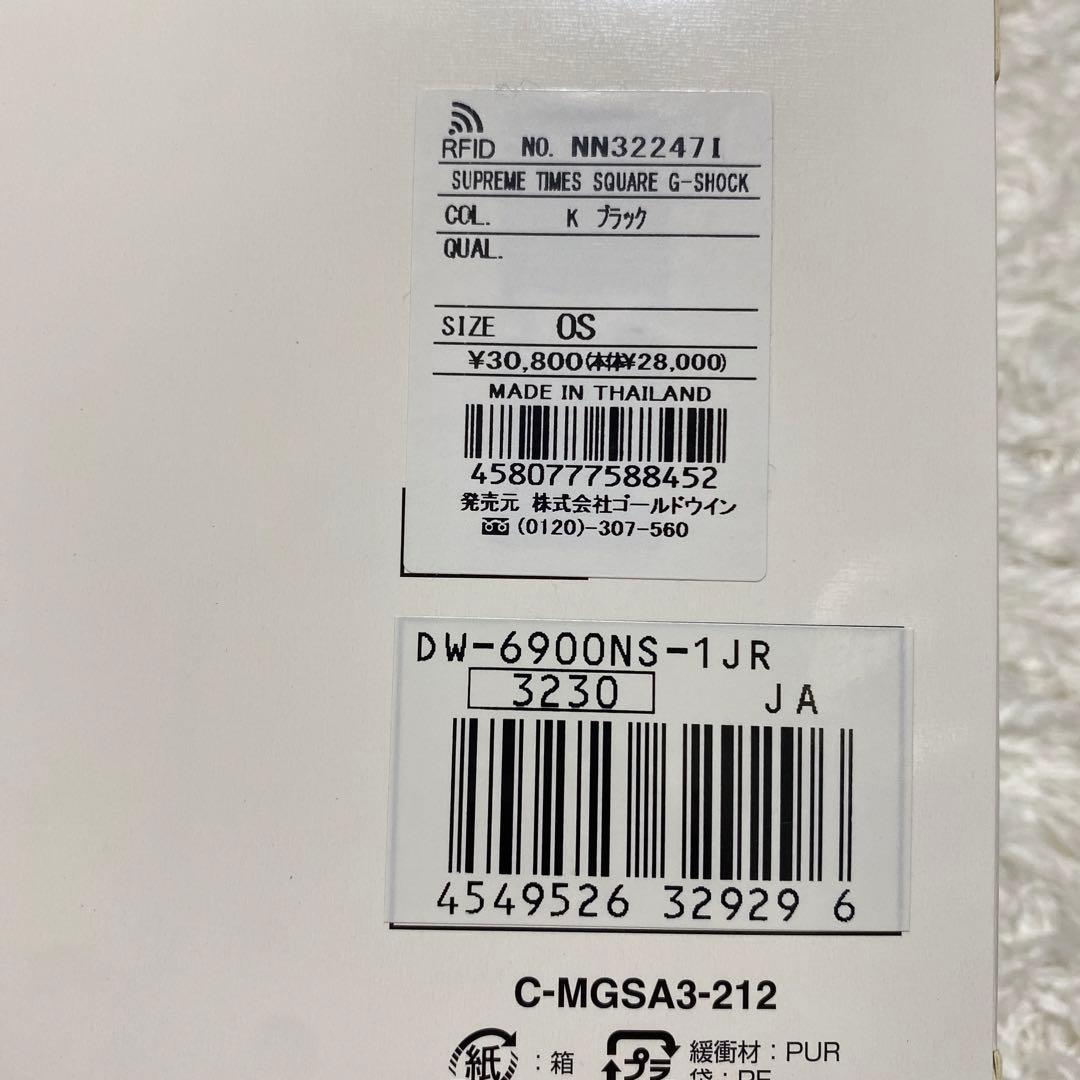 RFID NO. NN32247I
SUPREME TIMES SQUARE G-SHOCK
COL. K ブラック
QUAL.
SIZE OS
¥30,800(本体¥28,000)
MADE IN THAILAND
4580777588452
発売元 株式会社ゴールドウイン
(0120)-307-560
DW-6900NS-1JR
3230 JA
4549526 32929 6
C-MGSA3-212
紙 : 箱
プラ 緩衝材 : PUR
袋 : PE